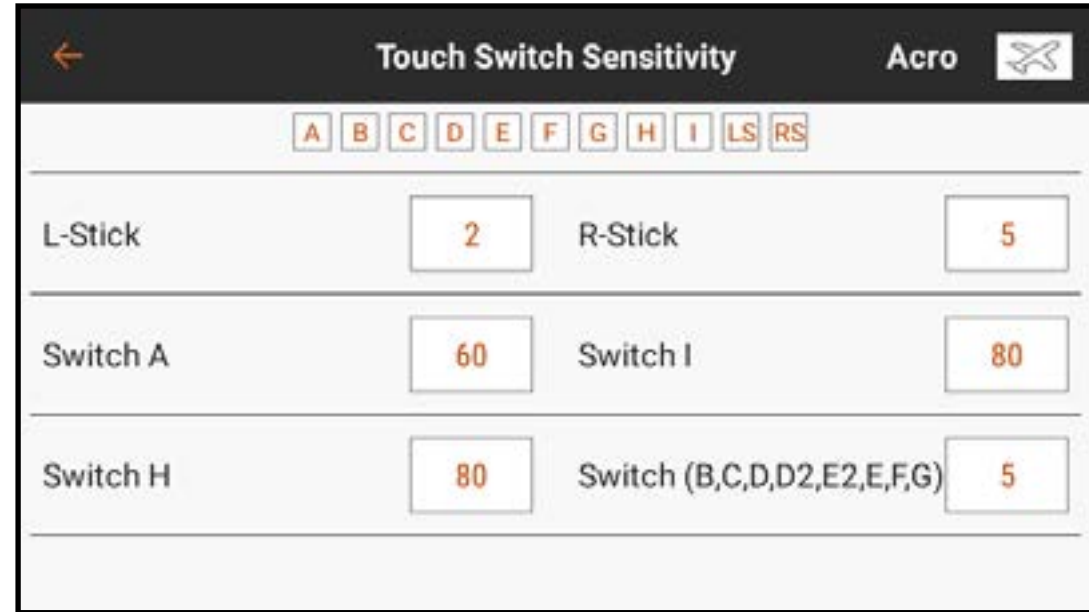 Touch Switch Sensitivity Acro
A B C D E F G H I LS RS
L-Stick 2 R-Stick 5
Switch A 60 Switch I 80
Switch H 80 Switch (B,C,D,D2,E2,E,F,G) 5